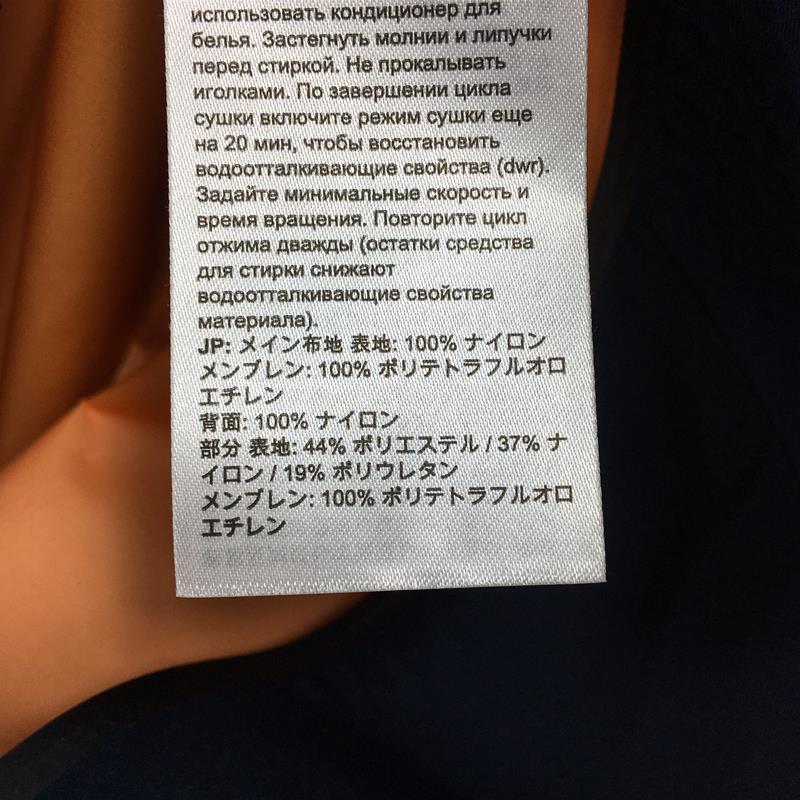 использовать кондиционер для
белья. Застегнуть молнии и липучки
перед стиркой. Не прокалывать
иголками. По завершении цикла
сушки включите режим сушки еще
на 20 мин, чтобы восстановить
водоотталкивающие свойства (dwr).
Задайте минимальные скорость и
время вращения. Повторите цикл
отжима дважды (остатки средства
для стирки снижают
водоотталкивающие свойства
материала).
JP: メイン布地 表地: 100% ナイロン
メンブレン: 100% ポリテトラフルオロ
エチレン
背面: 100% ナイロン
部分 表地: 44% ポリエステル / 37% ナ
イロン / 19% ポリウレタン
メンブレン: 100% ポリテトラフルオロ
エチレン